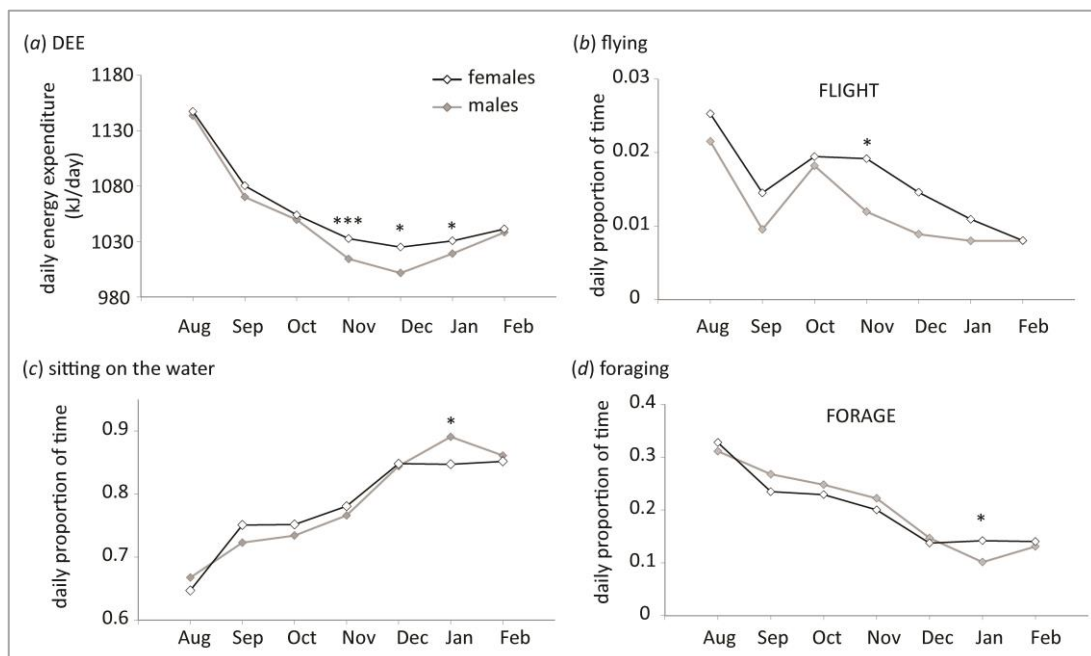 (a) DEE
daily energy expenditure
(kJ/day)
1180
1130
1080
1030
980
females
males
***
*
*
Aug Sep Oct Nov Dec Jan Feb
(b) flying
FLIGHT
daily proportion of time
0.03
0.02
0.01
0
*
Aug Sep Oct Nov Dec Jan Feb
(c) sitting on the water
daily proportion of time
0.9
0.8
0.7
0.6
*
Aug Sep Oct Nov Dec Jan Feb
(d) foraging
FORAGE
daily proportion of time
0.4
0.3
0.2
0.1
0
*
Aug Sep Oct Nov Dec Jan Feb